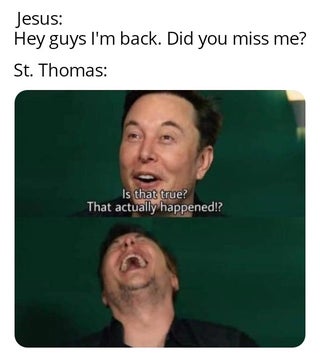 Jesus:
Hey guys I'm back. Did you miss me?
St. Thomas:
Is that true?
That actually happened!?